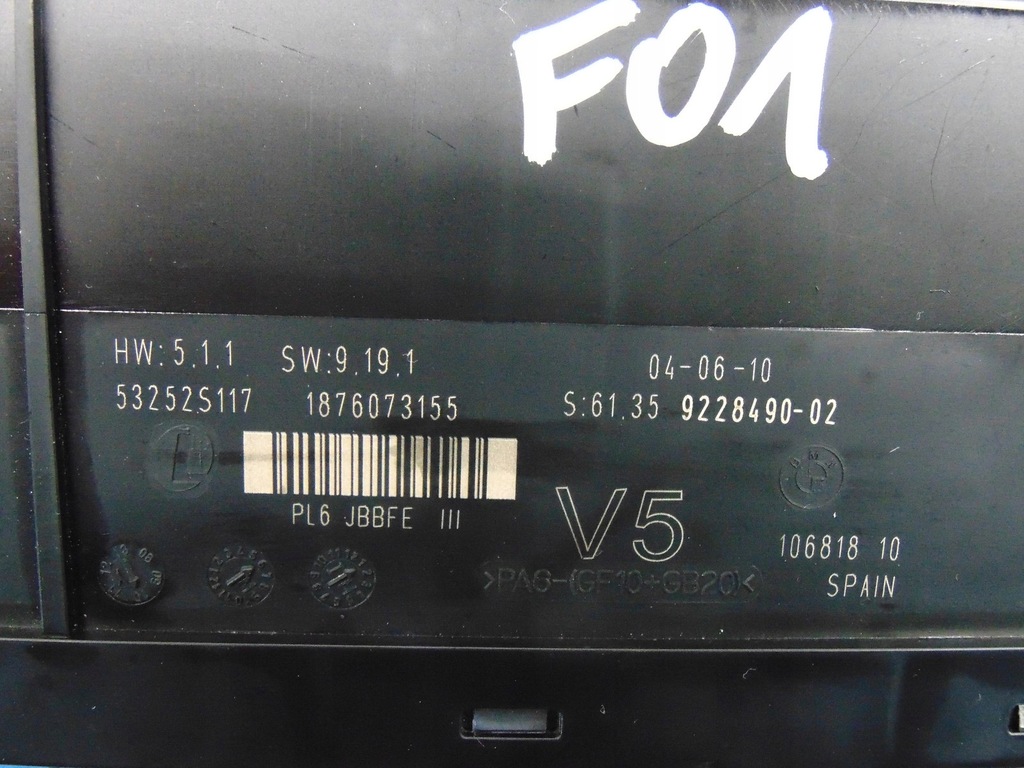 F01
HW:5.1.1 SW:9.19.1 04-06-10
53252S117 1876073155 S:61.35 9228490-02
PL6 JBBFE III
V5
106818 10
>PA6-(GF10+GB20)<
SPAIN